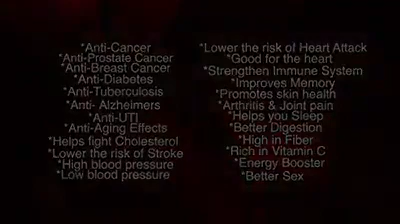 *Anti-Cancer
*Anti-Prostate Cancer
*Anti-Breast Cancer
*Anti-Diabetes
*Anti-Tuberculosis
*Anti- Alzheimers
*Anti-UTI
*Anti-Aging Effects
*Helps fight Cholesterol
*Lower the risk of Stroke
*High blood pressure
*Low blood pressure
*Lower the risk of Heart Attack
*Good for the heart
*Strengthen Immune System
*Improves Memory
*Promotes skin health
*Arthritis & Joint pain
*Helps you Sleep
*Better Digestion
*High in Fiber
*Rich in Vitamin C
*Energy Booster
*Better Sex